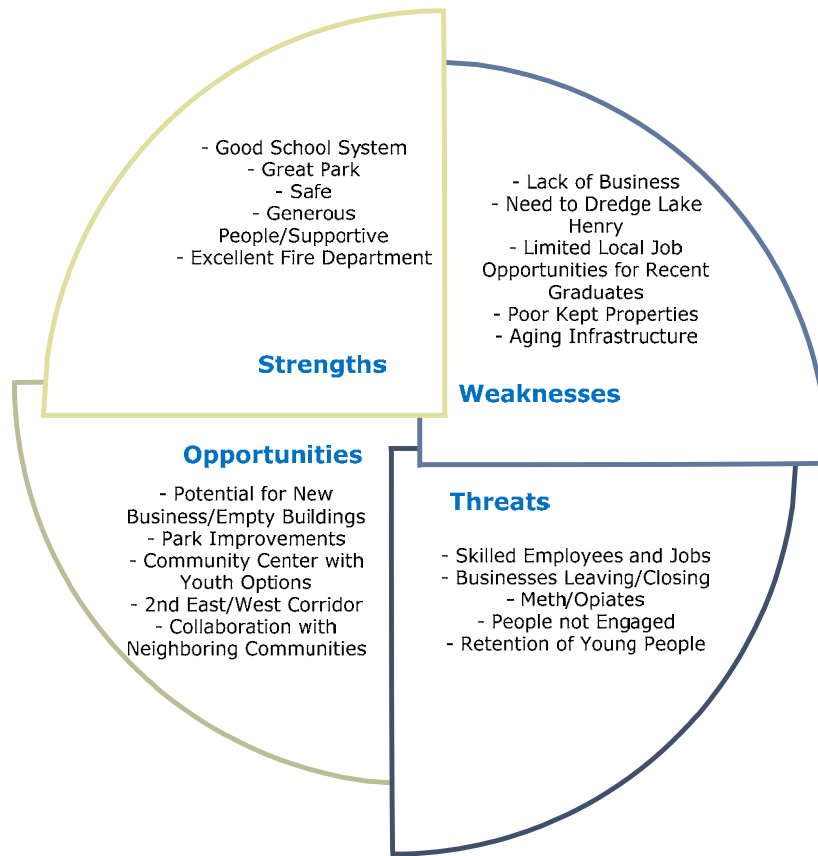 - Good School System
- Great Park
- Safe
- Generous
People/Supportive
- Excellent Fire Department
Strengths
- Lack of Business
- Need to Dredge Lake
Henry
- Limited Local Job
Opportunities for Recent
Graduates
- Poor Kept Properties
- Aging Infrastructure
Weaknesses
Opportunities
- Potential for New
Business/Empty Buildings
- Park Improvements
- Community Center with
Youth Options
- 2nd East/West Corridor
- Collaboration with
Neighboring Communities
Threats
- Skilled Employees and Jobs
- Businesses Leaving/Closing
- Meth/Opiates
- People not Engaged
- Retention of Young People